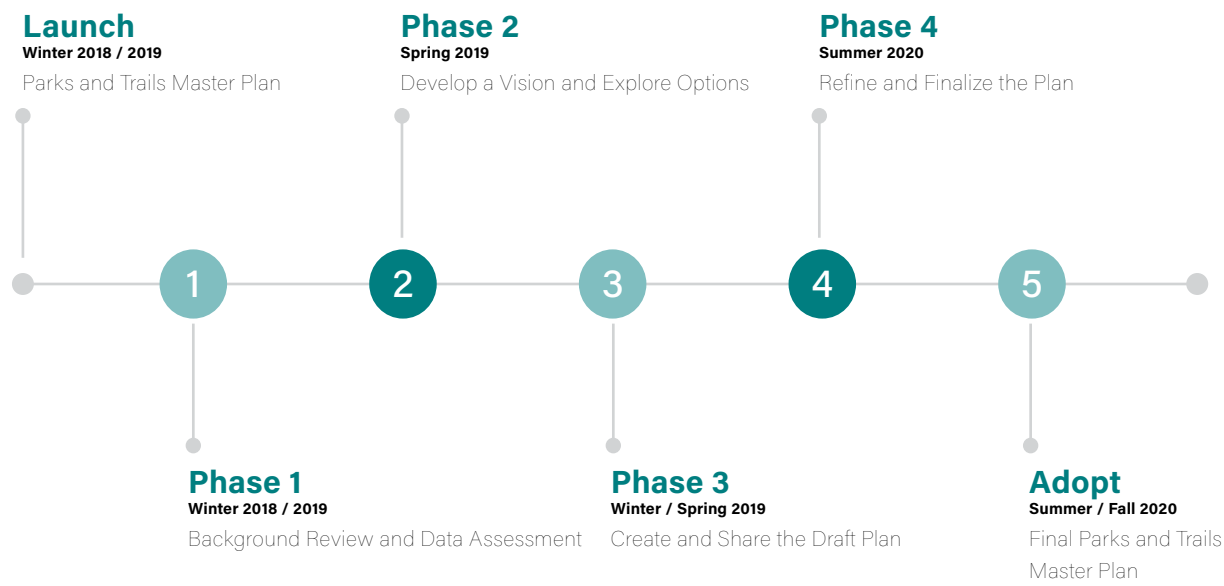 Launch
Winter 2018 / 2019
Parks and Trails Master Plan
Phase 2
Spring 2019
Develop a Vision and Explore Options
Phase 4
Summer 2020
Refine and Finalize the Plan
1
2
3
4
5
Phase 1
Winter 2018 / 2019
Background Review and Data Assessment
Phase 3
Winter / Spring 2019
Create and Share the Draft Plan
Adopt
Summer / Fall 2020
Final Parks and Trails
Master Plan